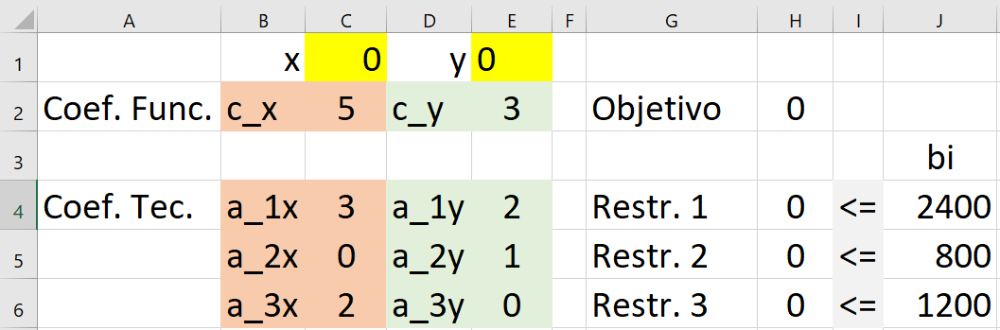 A B C D E F G H I J
1 x 0 y 0
2 Coef. Func. c_x 5 c_y 3 Objetivo 0
3 bi
4 Coef. Tec. a_1x 3 a_1y 2 Restr. 1 0 <= 2400
5 a_2x 0 a_2y 1 Restr. 2 0 <= 800
6 a_3x 2 a_3y 0 Restr. 3 0 <= 1200